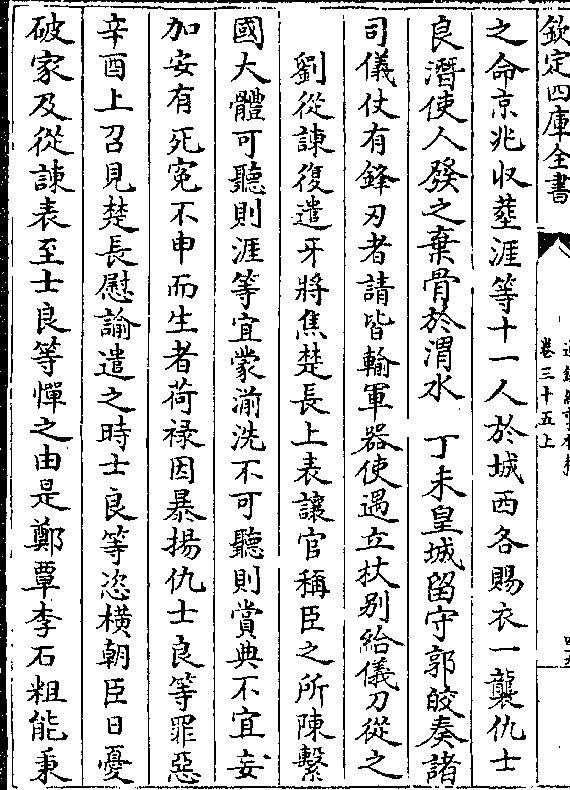 欽定四庫全書
卷三十五上
之命京兆収塟涯等十一人於城西各賜衣一襲仇士
良潛使人發之棄骨於渭水　丁未皇城留守郭皎奏諸
司儀仗有鋒刃者請皆輸軍器使遇立杖别給儀刀從之
劉從諫復遣牙將焦楚長上表讓官稱臣之所陳繫
國大體可聽則涯等宜蒙湔洗不可聽則賞典不宜妄
加安有死寃不申而生者荷禄因暴揚仇士良等罪惡
辛酉上召見楚長慰諭遣之時士良等恣横朝臣日憂
破家及從諫表至士良等憚之由是鄭覃李石粗能秉